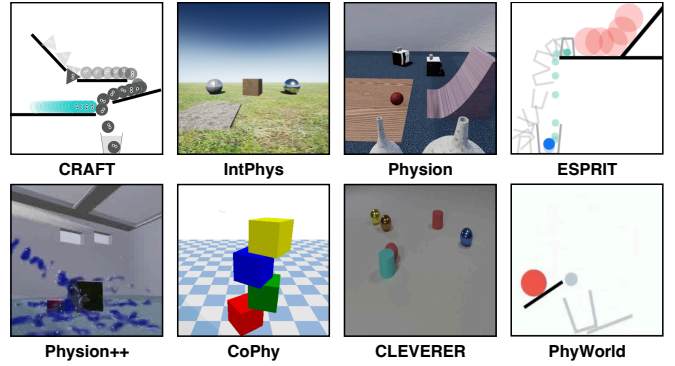 CRAFT
IntPhys
Physion
ESPRIT
Physion++
CoPhy
CLEVERER
PhyWorld